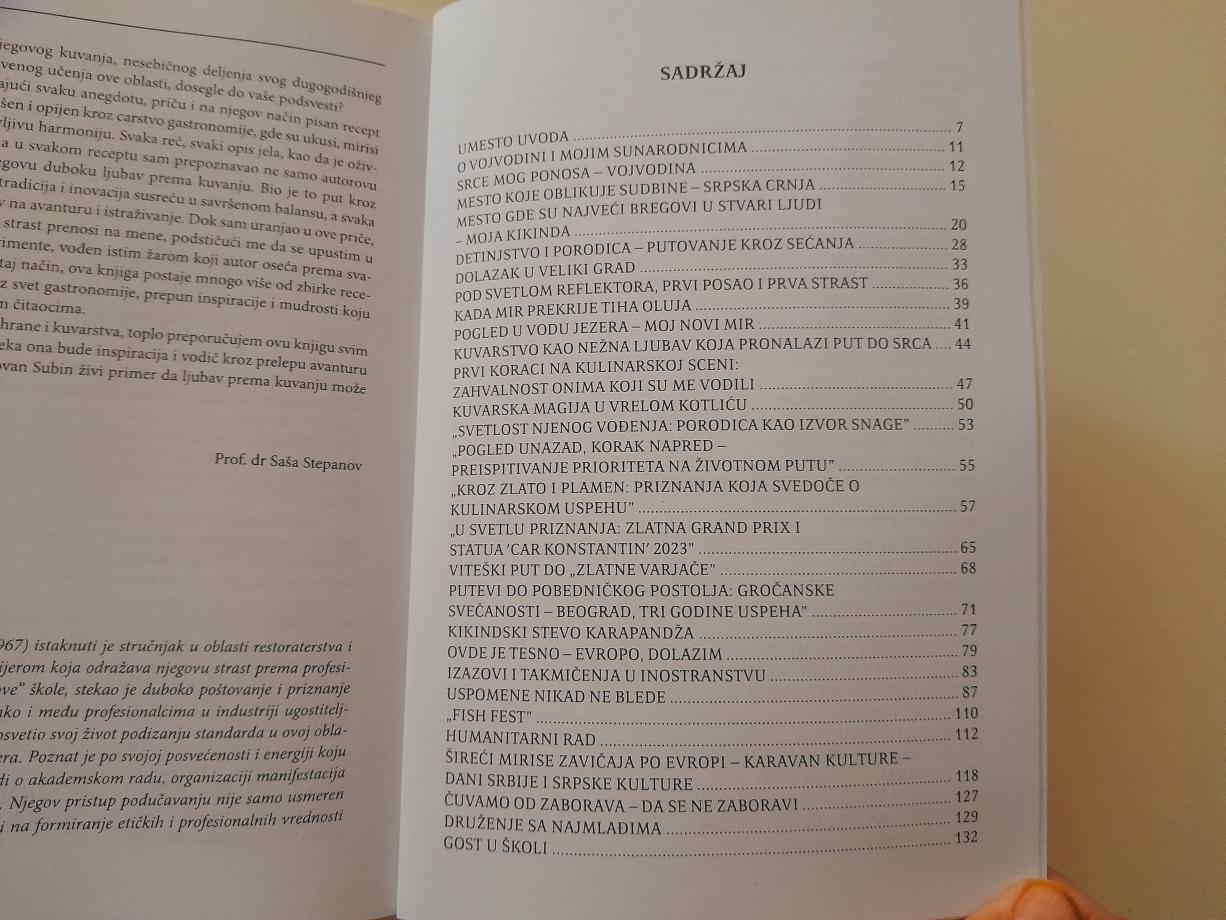 jegovog kuvanja, nesebičnog deljenja svog dugogodišnjeg
venog učenja ove oblasti, dosegle do vaše podsvesti?
ajući svaku anegdotu, priču i na njegov način pisan recept
šen i opijen kroz carstvo gastronomije, gde su ukusi, mirisi
rljivu harmoniju. Svaka reč, svaki opis jela, kao da je oživ-
a u svakom receptu sam prepoznavao ne samo autorovu
egovu duboku ljubav prema kuvanju. Bio je to put kroz
tradicija i inovacija susreću u savršenom balansu, a svaka
v na avanturu i istraživanje. Dok sam uranjao u ove priče,
strast prenosi na mene, podstičući me da se upustim u
rimente, vođen istim žarom koji autor oseća prema sva-
taj način, ova knjiga postaje mnogo više od zbirke rece-
z svet gastronomije, prepun inspiracije i mudrosti koju
m čitaocima.
hrane i kuvarstva, toplo preporučujem ovu knjigu svim
eka ona bude inspiracija i vodič kroz prelepu avanturu
ovan Subin živi primer da ljubav prema kuvanju može
Prof. dr Saša Stepanov
967) istaknuti je stručnjak u oblasti restoraterstva i
ijerom koja odražava njegovu strast prema profesi-
ove” škole, stekao je duboko poštovanje i priznanje
ako i među profesionalcima u industriji ugostitelj-
osvetio svoj život podizanju standarda u ovoj obla-
era. Poznat je po svojoj posvećenosti i energiji koju
di o akademskom radu, organizaciji manifestacija
. Njegov pristup podučavanju nije samo usmeren
i na formiranje etičkih i profesionalnih vrednosti
SADRŽAJ
UMESTO UVODA ... 7
O VOJVODINI I MOJIM SUNARODNICIMA ... 11
SRCE MOG PONOSA – VOJVODINA ... 12
MESTO KOJE OBLIKUJE SUDBINE – SRPSKA CRNJA ... 15
MESTO GDE SU NAJVEĆI BREGOVI U STVARI LJUDI
– MOJA KIKINDA ... 20
DETINJSTVO I PORODICA – PUTOVANJE KROZ SEĆANJA ... 28
DOLAZAK U VELIKI GRAD ... 33
POD SVETLOM REFLEKTORA, PRVI POSAO I PRVA STRAST ... 36
KADA MIR PREKRIJE TIHA OLUJA ... 39
POGLED U VODU JEZERA – MOJ NOVI MIR ... 41
KUVARSTVO KAO NEŽNA LJUBAV KOJA PRONALAZI PUT DO SRCA .... 44
PRVI KORACI NA KULINARSKOJ SCENI:
ZAHVALNOST ONIMA KOJI SU ME VODILI ... 47
KUVARSKA MAGIJA U VRELOM KOTLIĆU ... 50
„SVETLOST NJENOG VOĐENJA: PORODICA KAO IZVOR SNAGE” ... 53
„POGLED UNAZAD, KORAK NAPRED –
PREISPITIVANJE PRIORITETA NA ŽIVOTNOM PUTU” ... 55
„KROZ ZLATO I PLAMEN: PRIZNANJA KOJA SVEDOČE O
KULINARSKOM USPEHU” ... 57
„U SVETLU PRIZNANJA: ZLATNA GRAND PRIX I
STATUA ’CAR KONSTANTIN’ 2023” ... 65
VITEŠKI PUT DO „ZLATNE VARJAČE” ... 68
PUTEVI DO POBEDNIČKOG POSTOLJA: GROČANSKE
SVEČANOSTI – BEOGRAD, TRI GODINE USPEHA” ... 71
KIKINDSKI STEVO KARAPANDŽA ... 77
OVDE JE TESNO – EVROPO, DOLAZIM ... 79
IZAZOVI I TAKMIČENJA U INOSTRANSTVU ... 83
USPOMENE NIKAD NE BLEDE ... 87
„FISH FEST” ... 110
HUMANITARNI RAD ... 112
ŠIREĆI MIRISE ZAVIČAJA PO EVROPI – KARAVAN KULTURE –
DANI SRBIJE I SRPSKE KULTURE ... 118
ČUVAMO OD ZABORAVA – DA SE NE ZABORAVI ... 127
DRUŽENJE SA NAJMLAĐIMA ... 129
GOST U ŠKOLI ... 132